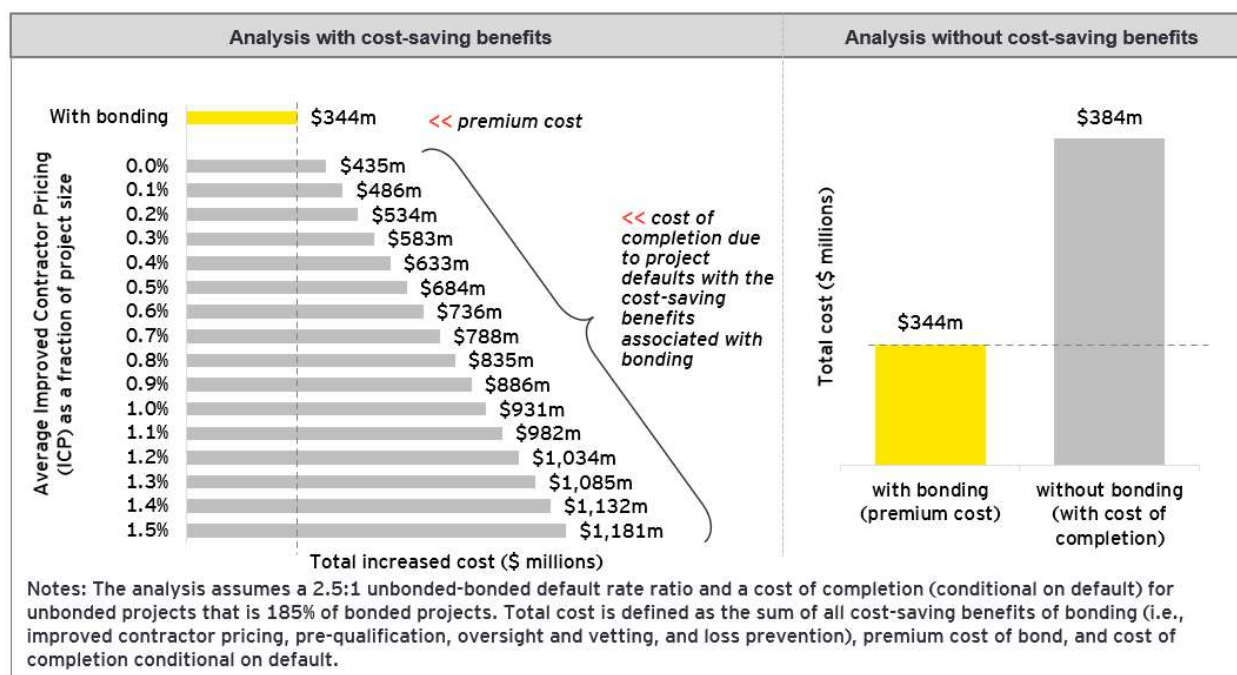 Analysis with cost-saving benefits
Analysis without cost-saving benefits
With bonding
$344m
<< premium cost
Average Improved Contractor Pricing
(ICP) as a fraction of project size
0.0% $435m
0.1% $486m
0.2% $534m
0.3% $583m
0.4% $633m
0.5% $684m
0.6% $736m
0.7% $788m
0.8% $835m
0.9% $886m
1.0% $931m
1.1% $982m
1.2% $1,034m
1.3% $1,085m
1.4% $1,132m
1.5% $1,181m
<< cost of
completion due
to project
defaults with the
cost-saving
benefits
associated with
bonding
Total increased cost ($ millions)
Total cost ($ millions)
$344m
$384m
with bonding
(premium cost)
without bonding
(with cost of
completion)
Notes: The analysis assumes a 2.5:1 unbonded-bonded default rate ratio and a cost of completion (conditional on default) for
unbonded projects that is 185% of bonded projects. Total cost is defined as the sum of all cost-saving benefits of bonding (i.e.,
improved contractor pricing, pre-qualification, oversight and vetting, and loss prevention), premium cost of bond, and cost of
completion conditional on default.